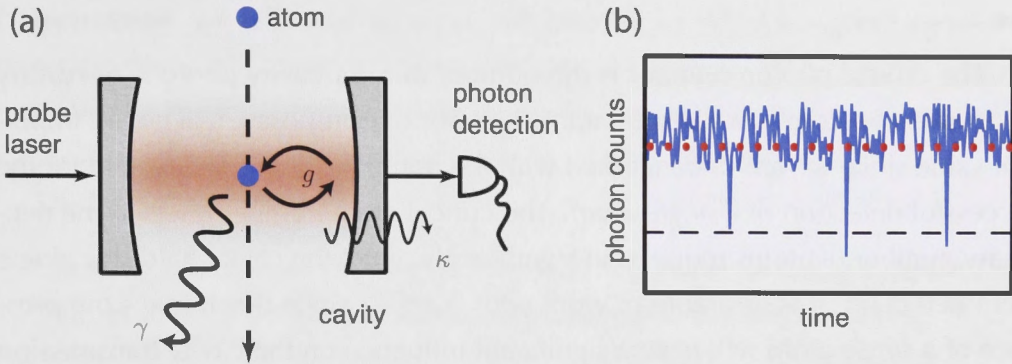 (a)
atom
probe
laser
g
γ
κ
cavity
photon
detection
(b)
photon counts
time